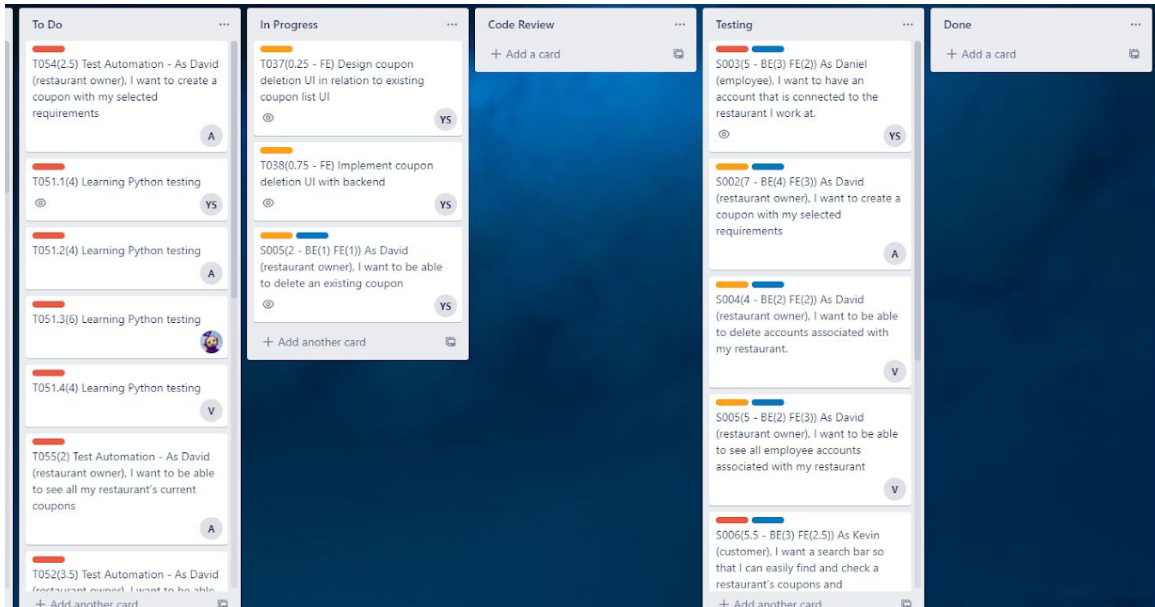 To Do
...
T054(2.5) Test Automation - As David
(restaurant owner), I want to create a
coupon with my selected
requirements
A
T051.1(4) Learning Python testing
YS
T051.2(4) Learning Python testing
A
T051.3(6) Learning Python testing
T051.4(4) Learning Python testing
V
T055(2) Test Automation - As David
(restaurant owner), I want to be able
to see all my restaurant's current
coupons
A
T052(3.5) Test Automation - As David
(restaurant owner), I want to be able
+ Add another card
In Progress
...
T037(0.25 - FE) Design coupon
deletion UI in relation to existing
coupon list UI
YS
T038(0.75 - FE) Implement coupon
deletion UI with backend
YS
S005(2 - BE(1) FE(1)) As David
(restaurant owner), I want to be able
to delete an existing coupon
YS
+ Add another card
Code Review
...
+ Add a card
Testing
...
S003(5 - BE(3) FE(2)) As Daniel
(employee), I want to have an
account that is connected to the
restaurant I work at.
YS
S002(7 - BE(4) FE(3)) As David
(restaurant owner), I want to create a
coupon with my selected
requirements
A
S004(4 - BE(2) FE(2)) As David
(restaurant owner), I want to be able
to delete accounts associated with
my restaurant.
V
S005(5 - BE(2) FE(3)) As David
(restaurant owner), I want to be able
to see all employee accounts
associated with my restaurant
V
S006(5.5 - BE(3) FE(2.5)) As Kevin
(customer), I want a search bar so
that I can easily find and check a
restaurant's coupons and
+ Add another card
Done
...
+ Add a card